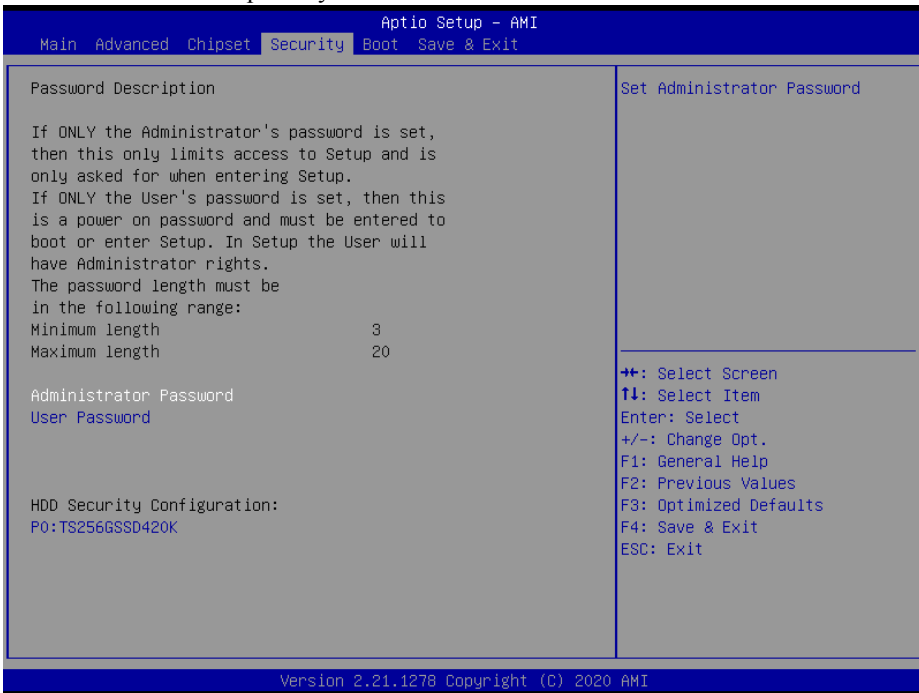 Aptio Setup – AMI
Main Advanced Chipset Security Boot Save & Exit
Password Description
If ONLY the Administrator's password is set,
then this only limits access to Setup and is
only asked for when entering Setup.
If ONLY the User's password is set, then this
is a power on password and must be entered to
boot or enter Setup. In Setup the User will
have Administrator rights.
The password length must be
in the following range:
Minimum length 3
Maximum length 20
Administrator Password
User Password
HDD Security Configuration:
P0:TS256GSSD420K
Set Administrator Password
→←: Select Screen
↑↓: Select Item
Enter: Select
+/-: Change Opt.
F1: General Help
F2: Previous Values
F3: Optimized Defaults
F4: Save & Exit
ESC: Exit
Version 2.21.1278 Copyright (C) 2020 AMI